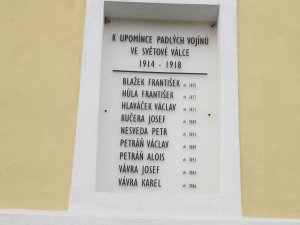 K UPOMÍNCE PADLÝCH VOJÍNŮ
VE SVĚTOVÉ VÁLCE
1914 - 1918
BLAŽEK FRANTIŠEK
HŮLA FRANTIŠEK
HLAVÁČEK VÁCLAV
KUČERA JOSEF
NESVEDA PETR
PETRÁŇ VÁCLAV
PETRÁŇ ALOIS
VÁVRA JOSEF
VÁVRA KAREL